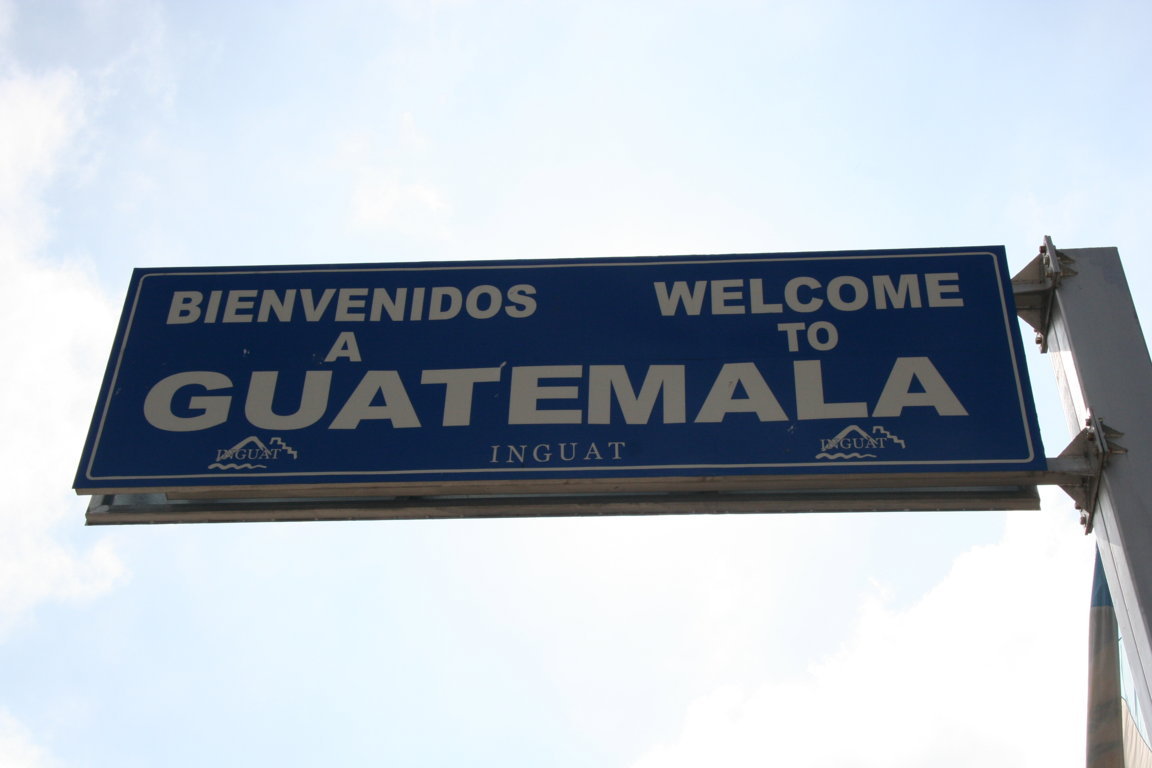 BIENVENIDOS
A
WELCOME
TO
GUATEMALA
INGUAT
INGUAT
INGUAT